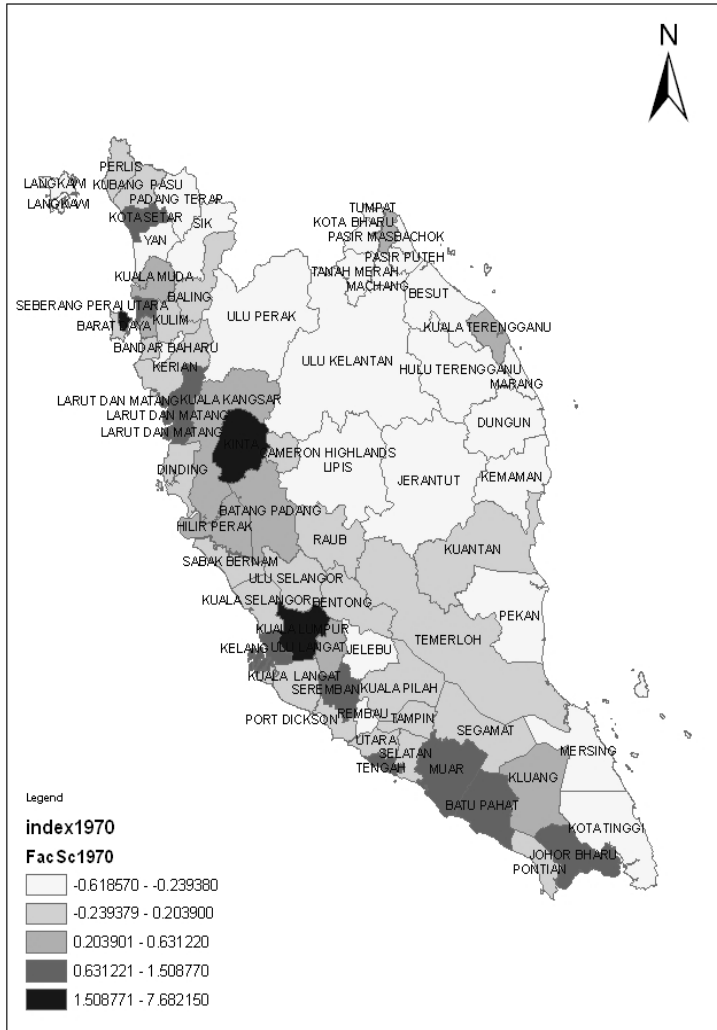 N
PERLIS
LANGKAWI
KUBANG PASU
LANGKAWI
PADANG TERAP
KOTA SETAR
SIK
YAN
TUMPAT
KOTA BHARU
PASIR MAS
BACHOK
PASIR PUTEH
TANAH MERAH
MACHANG
BESUT
KUALA MUDA
BALING
SEBERANG PERAI UTARA
ULU PERAK
KULIM
BARAT DAYA
KUALA TERENGGANU
BANDAR BAHARU
KERIAN
ULU KELANTAN
HULU TERENGGANU
MARANG
LARUT DAN MATANG
KUALA KANGSAR
LARUT DAN MATANG
LARUT DAN MATANG
KINTA
DUNGUN
CAMERON HIGHLANDS
LIPIS
DINDING
JERANTUT
KEMAMAN
BATANG PADANG
HILIR PERAK
RAUB
KUANTAN
SABAK BERNAM
ULU SELANGOR
KUALA SELANGOR
BENTONG
PEKAN
KUALA LUMPUR
TEMERLOH
KELANG
ULU LANGAT
JELEBU
KUALA LANGAT
SEREMBAN
KUALA PILAH
PORT DICKSON
REMBAU
TAMPIN
SEGAMAT
UTARA
SELATAN
MERSING
TENGAH
MUAR
KLUANG
BATU PAHAT
KOTA TINGGI
JOHOR BHARU
PONTIAN
Legend
index1970
FacSc1970
-0.618570 - -0.239380
-0.239379 - 0.203900
0.203901 - 0.631220
0.631221 - 1.508770
1.508771 - 7.682150